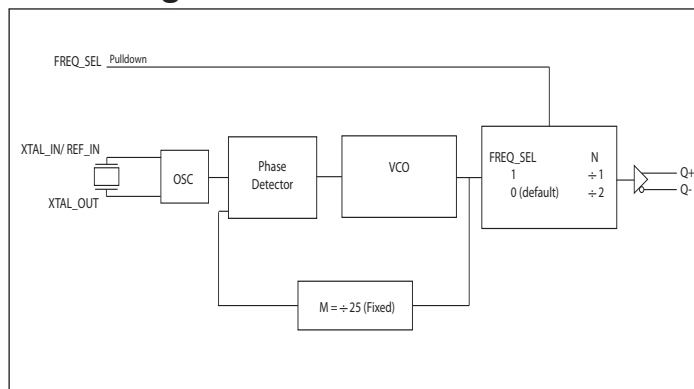 FREQ_SEL Pulldown
XTAL_IN/ REF_IN
XTAL_OUT
OSC
Phase
Detector
VCO
FREQ_SEL N
1 ÷ 1
0 (default) ÷ 2
Q+
Q-
M = ÷ 25 (Fixed)